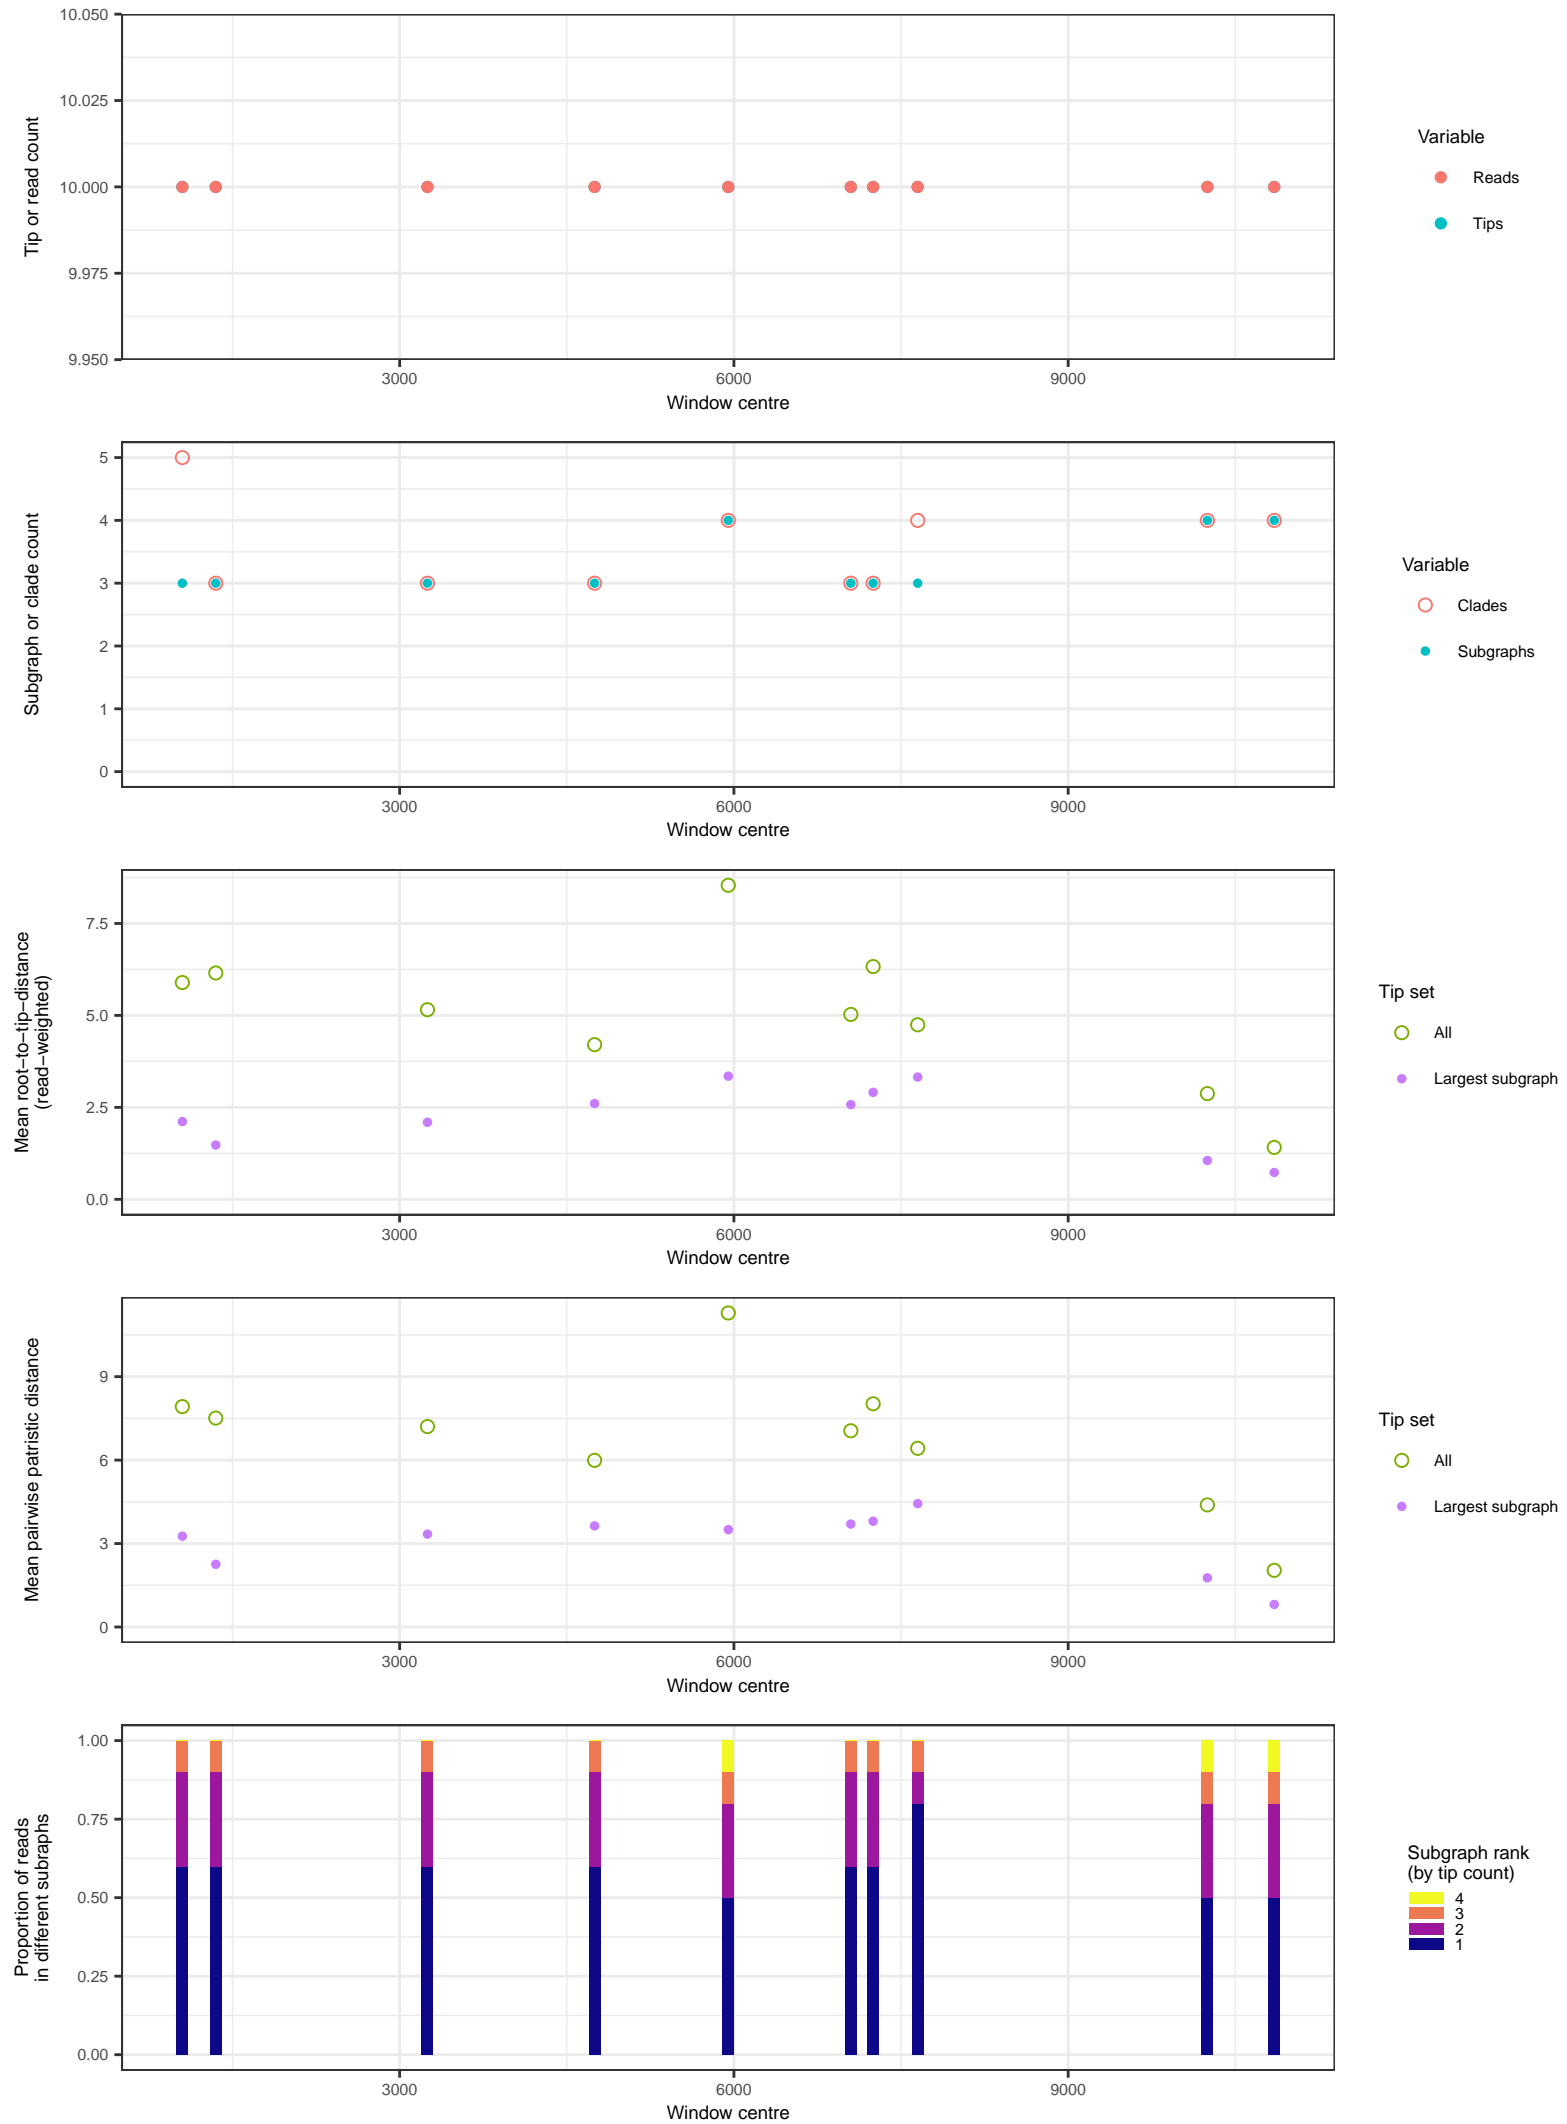 10.050
10.025
10.000
9.975
9.950
Tip or read count
3000 6000 9000
Window centre
Variable
Reads
Tips
5
4
3
2
1
0
Subgraph or clade count
3000 6000 9000
Window centre
Variable
Clades
Subgraphs
7.5
5.0
2.5
0.0
Mean root−to−tip−distance
(read−weighted)
3000 6000 9000
Window centre
Tip set
All
Largest subgraph
9
6
3
0
Mean pairwise patristic distance
3000 6000 9000
Window centre
Tip set
All
Largest subgraph
1.00
0.75
0.50
0.25
0.00
Proportion of reads
in different subraphs
3000 6000 9000
Window centre
Subgraph rank
(by tip count)
4
3
2
1